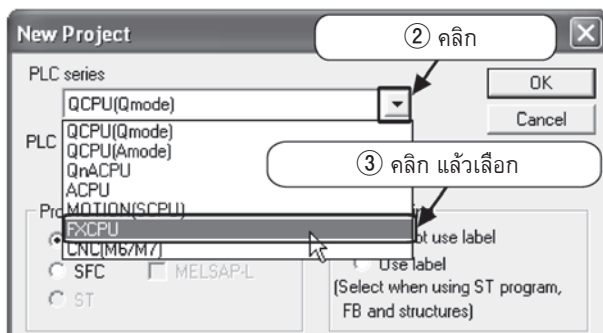 New Project
② คลิก
PLC series
QCPU(Qmode)
OK
Cancel
PLC
QCPU(Qmode)
QCPU(Amode)
QnACPU
ACPU
MOTION(SCPU)
FXCPU
CNC(M6/M7)
③ คลิก แล้วเลือก
use label
SFC
MELSAP-L
ST
Use label
(Select when using ST program,
FB and structures)